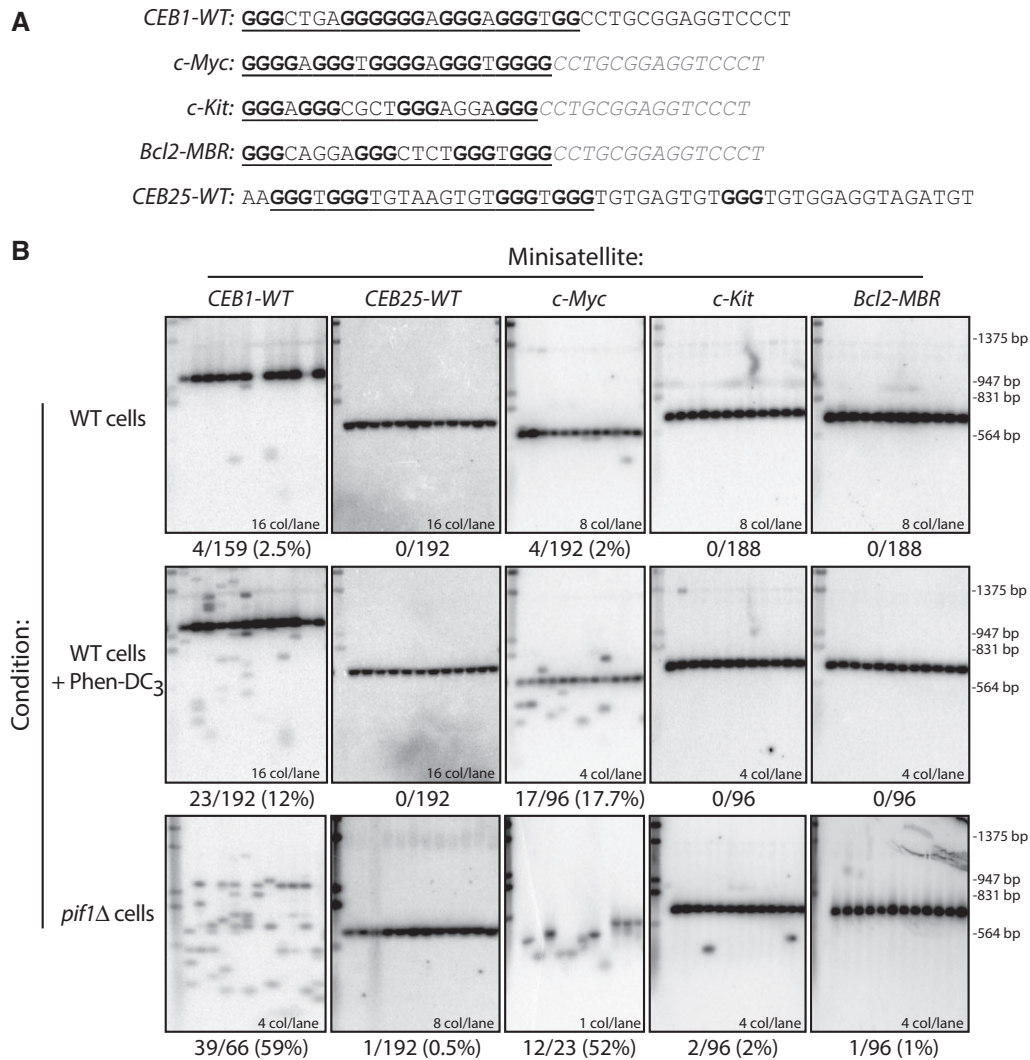 A
CEB1-WT: GGGCTGAGGGGGGAGGGAGGGTGGCCTGCGGAGGTCCCT
c-Myc: GGGGAGGGTGGGGAGGGTGGGGCCTGCGGAGGTCCCT
c-Kit: GGGAGGGCGCTGGGAGGAGGGCCTGCGGAGGTCCCT
Bcl2-MBR: GGGCAGGAGGGCTCTGGGTGGGCCTGCGGAGGTCCCT
CEB25-WT: AAGGGTGGGTGTAAGTGTGGGTGGGTGTGAGTGTGGGTGTGGAGGTAGATGT
B
Minisatellite:
CEB1-WT CEB25-WT c-Myc c-Kit Bcl2-MBR
Condition:
WT cells
-1375 bp
-947 bp
-831 bp
-564 bp
16 col/lane 16 col/lane 8 col/lane 8 col/lane 8 col/lane
4/159 (2.5%) 0/192 4/192 (2%) 0/188 0/188
WT cells
+ Phen-DC3
-1375 bp
-947 bp
-831 bp
-564 bp
16 col/lane 16 col/lane 4 col/lane 4 col/lane 4 col/lane
23/192 (12%) 0/192 17/96 (17.7%) 0/96 0/96
pif1Δ cells
-1375 bp
-947 bp
-831 bp
-564 bp
4 col/lane 8 col/lane 1 col/lane 4 col/lane 4 col/lane
39/66 (59%) 1/192 (0.5%) 12/23 (52%) 2/96 (2%) 1/96 (1%)